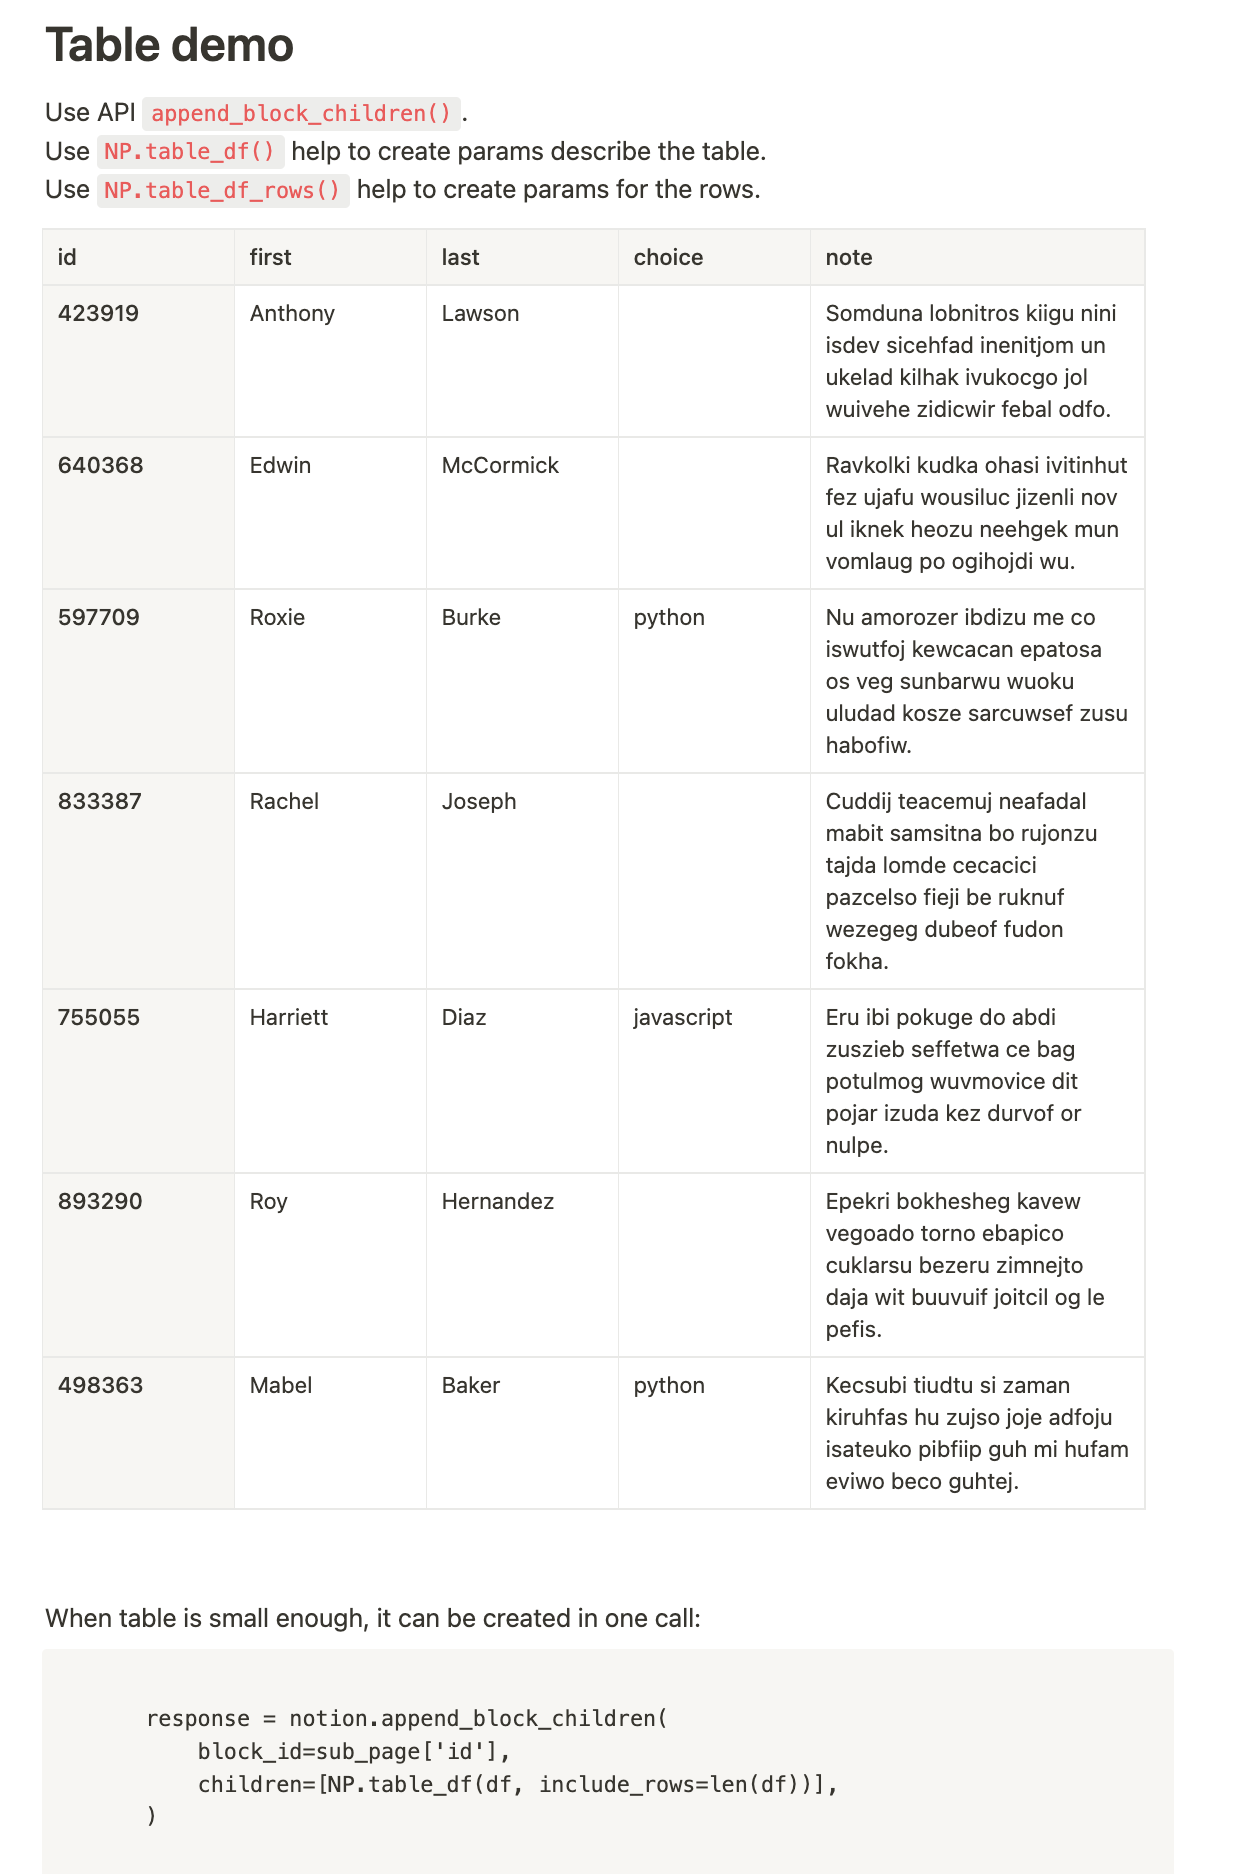 Table demo
Use API append_block_children().
Use NP.table_df() help to create params describe the table.
Use NP.table_df_rows() help to create params for the rows.
id first last choice note
423919 Anthony Lawson Somduna lobnitros kiigu nini
isdev sicehfad inenitjom un
ukelad kilhak ivukocgo jol
wuivehe zidicwir febal odfo.
640368 Edwin McCormick Ravkolki kudka ohasi ivitinhut
fez ujafu wousiluc jizenli nov
ul iknek heozu neehgek mun
vomlaug po ogihojdi wu.
597709 Roxie Burke python Nu amorozer ibdizu me co
iswutfoj kewcacan epatosa
os veg sunbarwu wuoku
uludad kosze sarcuwsef zusu
habofiw.
833387 Rachel Joseph Cuddij teacemuj neafadal
mabit samsitna bo rujonzu
tajda lomde cecacici
pazcelso fieji be ruknuf
wezegeg dubeof fudon
fokha.
755055 Harriett Diaz javascript Eru ibi pokuge do abdi
zuszieb seffetwa ce bag
potulmog wuvmovice dit
pojar izuda kez durvof or
nulpe.
893290 Roy Hernandez Epekri bokhesheg kavew
vegoado torno ebapico
cuklarsu bezeru zimnejto
daja wit buuvuif joitcil og le
pefis.
498363 Mabel Baker python Kecsubi tiudtu si zaman
kiruhfas hu zujso joje adfoju
isateuko pibfiip guh mi hufam
eviwo beco guhtej.
When table is small enough, it can be created in one call:
response = notion.append_block_children(
block_id=sub_page['id'],
children=[NP.table_df(df, include_rows=len(df))],
)